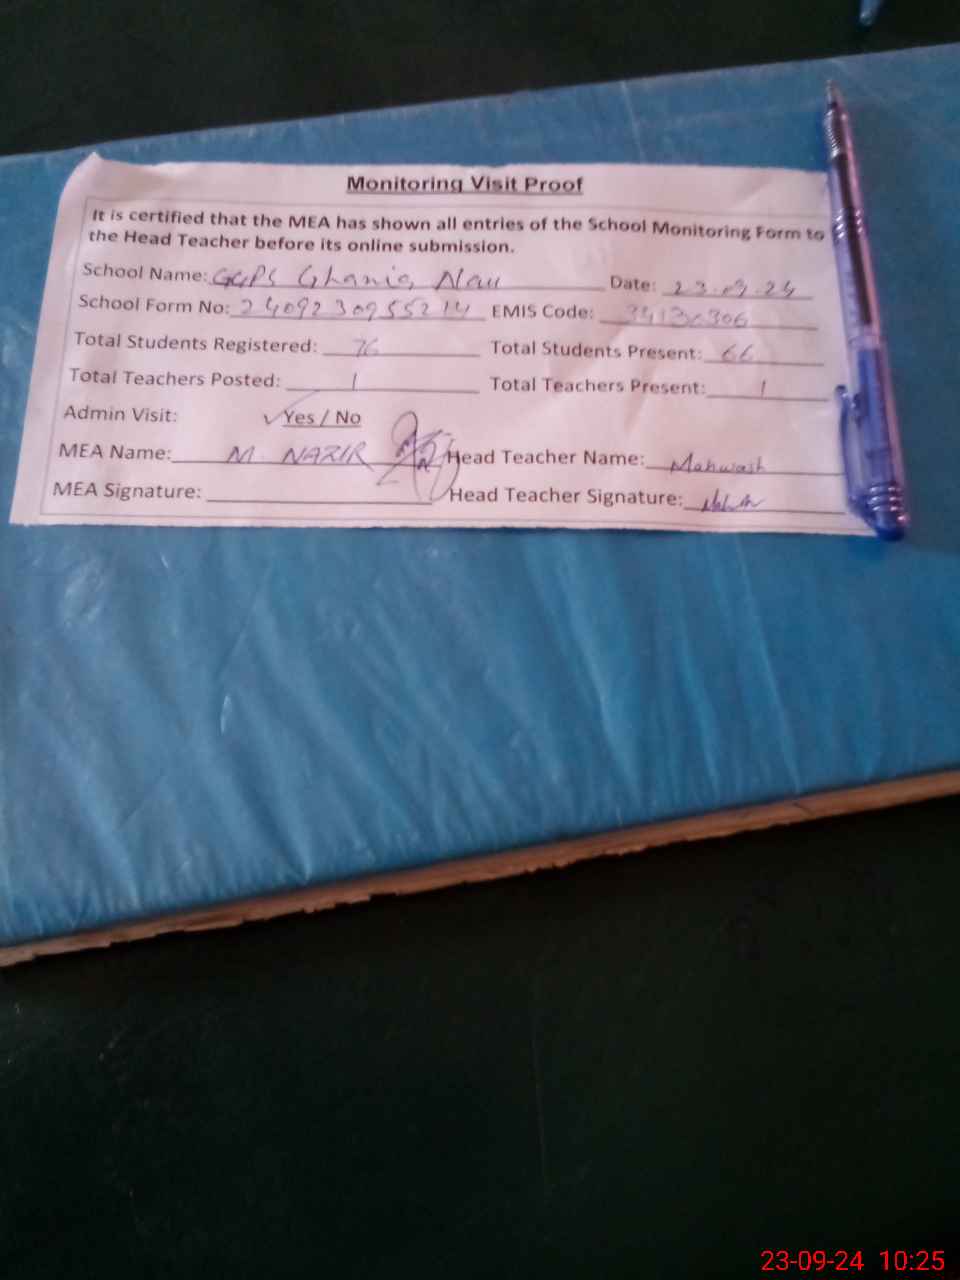 Monitoring Visit Proof
It is certified that the MEA has shown all entries of the School Monitoring Form to
the Head Teacher before its online submission.
School Name: GGPS Ghania Nau Date: 23.09.24
School Form No: 2409230955214 EMIS Code: 34130306
Total Students Registered: 76 Total Students Present: 66
Total Teachers Posted: 1 Total Teachers Present: 1
Admin Visit: ✓Yes / No
MEA Name: M. NAZIR Head Teacher Name: Mahwash
MEA Signature: Head Teacher Signature:
23-09-24 10:25